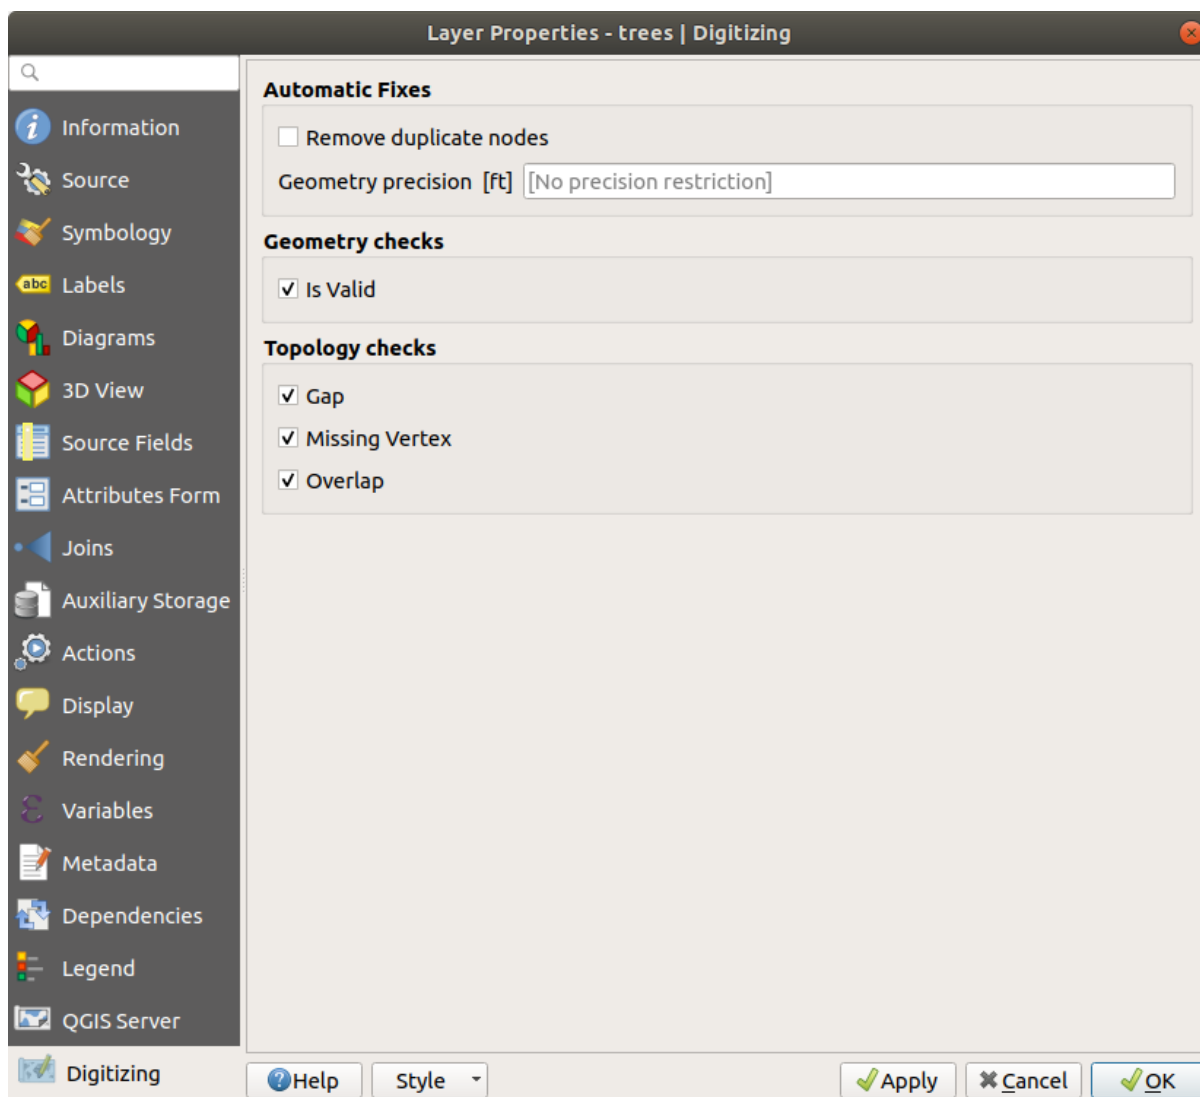 Layer Properties - trees | Digitizing
Information
Source
Symbology
abc Labels
Diagrams
3D View
Source Fields
Attributes Form
Joins
Auxiliary Storage
Actions
Display
Rendering
Variables
Metadata
Dependencies
Legend
QGIS Server
Digitizing
Automatic Fixes
Remove duplicate nodes
Geometry precision [ft] [No precision restriction]
Geometry checks
Is Valid
Topology checks
Gap
Missing Vertex
Overlap
Help Style Apply Cancel OK